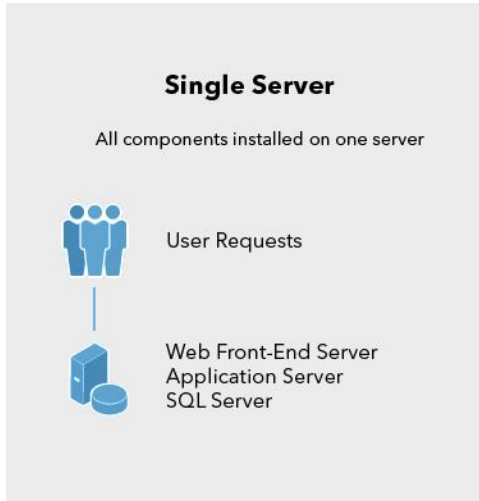 Single Server
All components installed on one server
User Requests
Web Front-End Server
Application Server
SQL Server